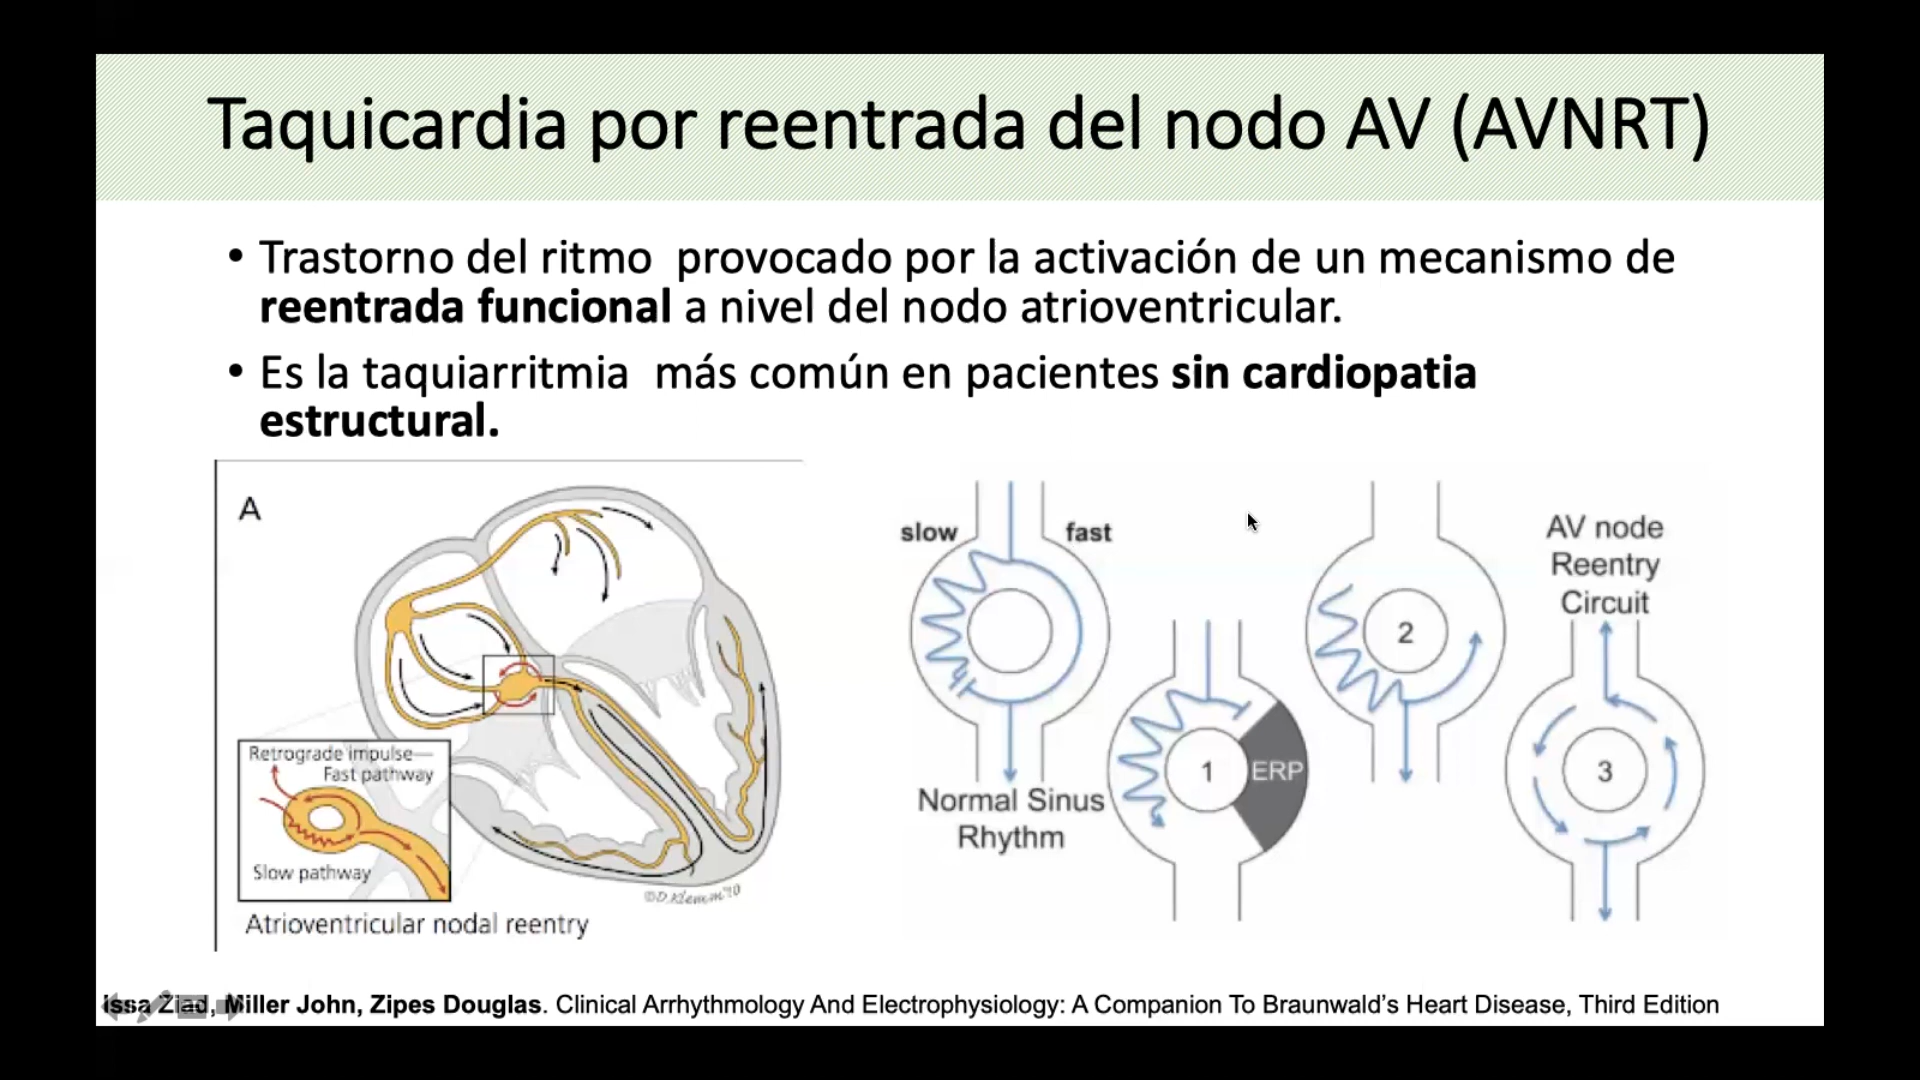 Taquicardia por reentrada del nodo AV (AVNRT)
• Trastorno del ritmo provocado por la activación de un mecanismo de
reentrada funcional a nivel del nodo atrioventricular.
• Es la taquiarritmia más común en pacientes sin cardiopatia
estructural.
A
Retrograde impulse—
Fast pathway
Slow pathway
©D.Klemm'10
Atrioventricular nodal reentry
slow
fast
Normal Sinus
Rhythm
1
ERP
2
AV node
Reentry
Circuit
3
Issa Ziad, Miller John, Zipes Douglas. Clinical Arrhythmology And Electrophysiology: A Companion To Braunwald's Heart Disease, Third Edition